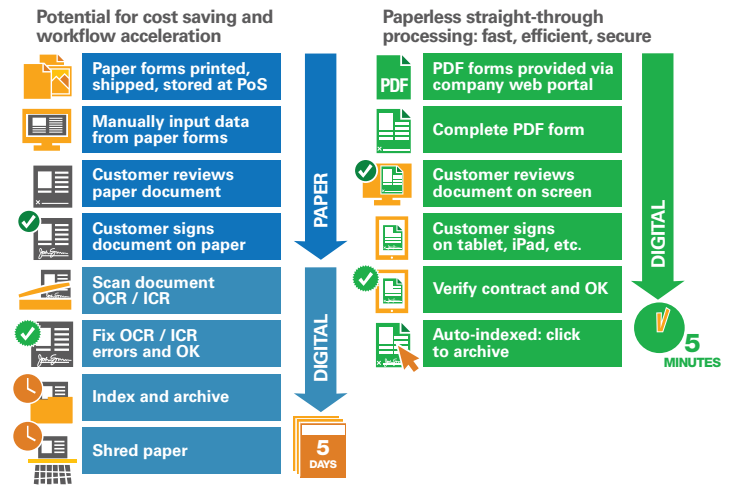 Potential for cost saving and
workflow acceleration
Paper forms printed,
shipped, stored at PoS
Manually input data
from paper forms
Customer reviews
paper document
Customer signs
document on paper
Scan document
OCR / ICR
Fix OCR / ICR
errors and OK
Index and archive
Shred paper
PAPER
DIGITAL
5
DAYS
Paperless straight-through
processing: fast, efficient, secure
PDF
PDF forms provided via
company web portal
Complete PDF form
Customer reviews
document on screen
Customer signs
on tablet, iPad, etc.
Verify contract and OK
Auto-indexed: click
to archive
DIGITAL
5
MINUTES